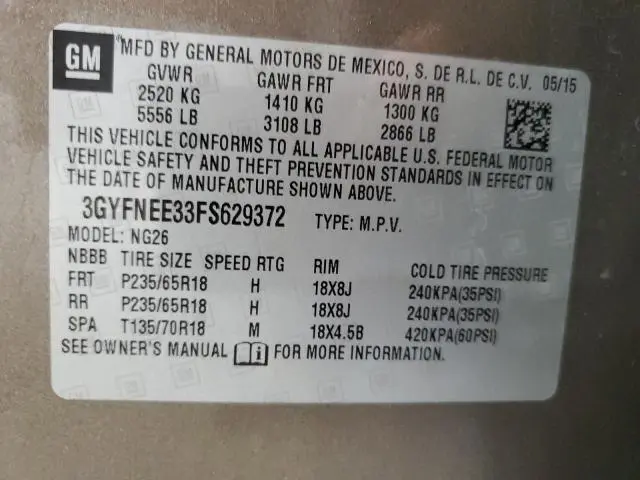 GM ® MFD BY GENERAL MOTORS DE MEXICO, S. DE R.L. DE C.V. 05/15
GVWR GAWR FRT GAWR RR
2520 KG 1410 KG 1300 KG
5556 LB 3108 LB 2866 LB
THIS VEHICLE CONFORMS TO ALL APPLICABLE U.S. FEDERAL MOTOR
VEHICLE SAFETY AND THEFT PREVENTION STANDARDS IN EFFECT ON
THE DATE OF MANUFACTURE SHOWN ABOVE.
3GYFNEE33FS629372 TYPE: M.P.V.
MODEL: NG26
NBBB TIRE SIZE SPEED RTG RIM COLD TIRE PRESSURE
FRT P235/65R18 H 18X8J 240KPA(35PSI)
RR P235/65R18 H 18X8J 240KPA(35PSI)
SPA T135/70R18 M 18X4.5B 420KPA(60PSI)
SEE OWNER'S MANUAL i FOR MORE INFORMATION.